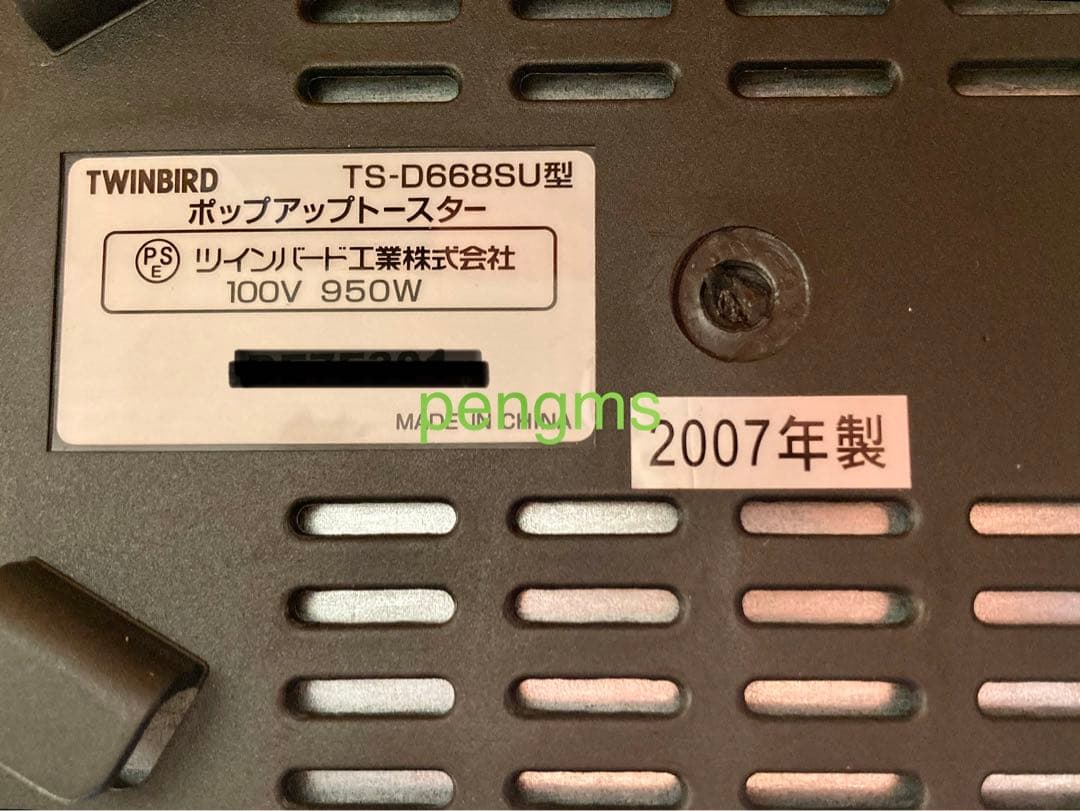 TWINBIRD TS-D668SU型
ポップアップトースター
PSE ツインバード工業株式会社
100V 950W
MADE IN CHINA
pengms
2007年製